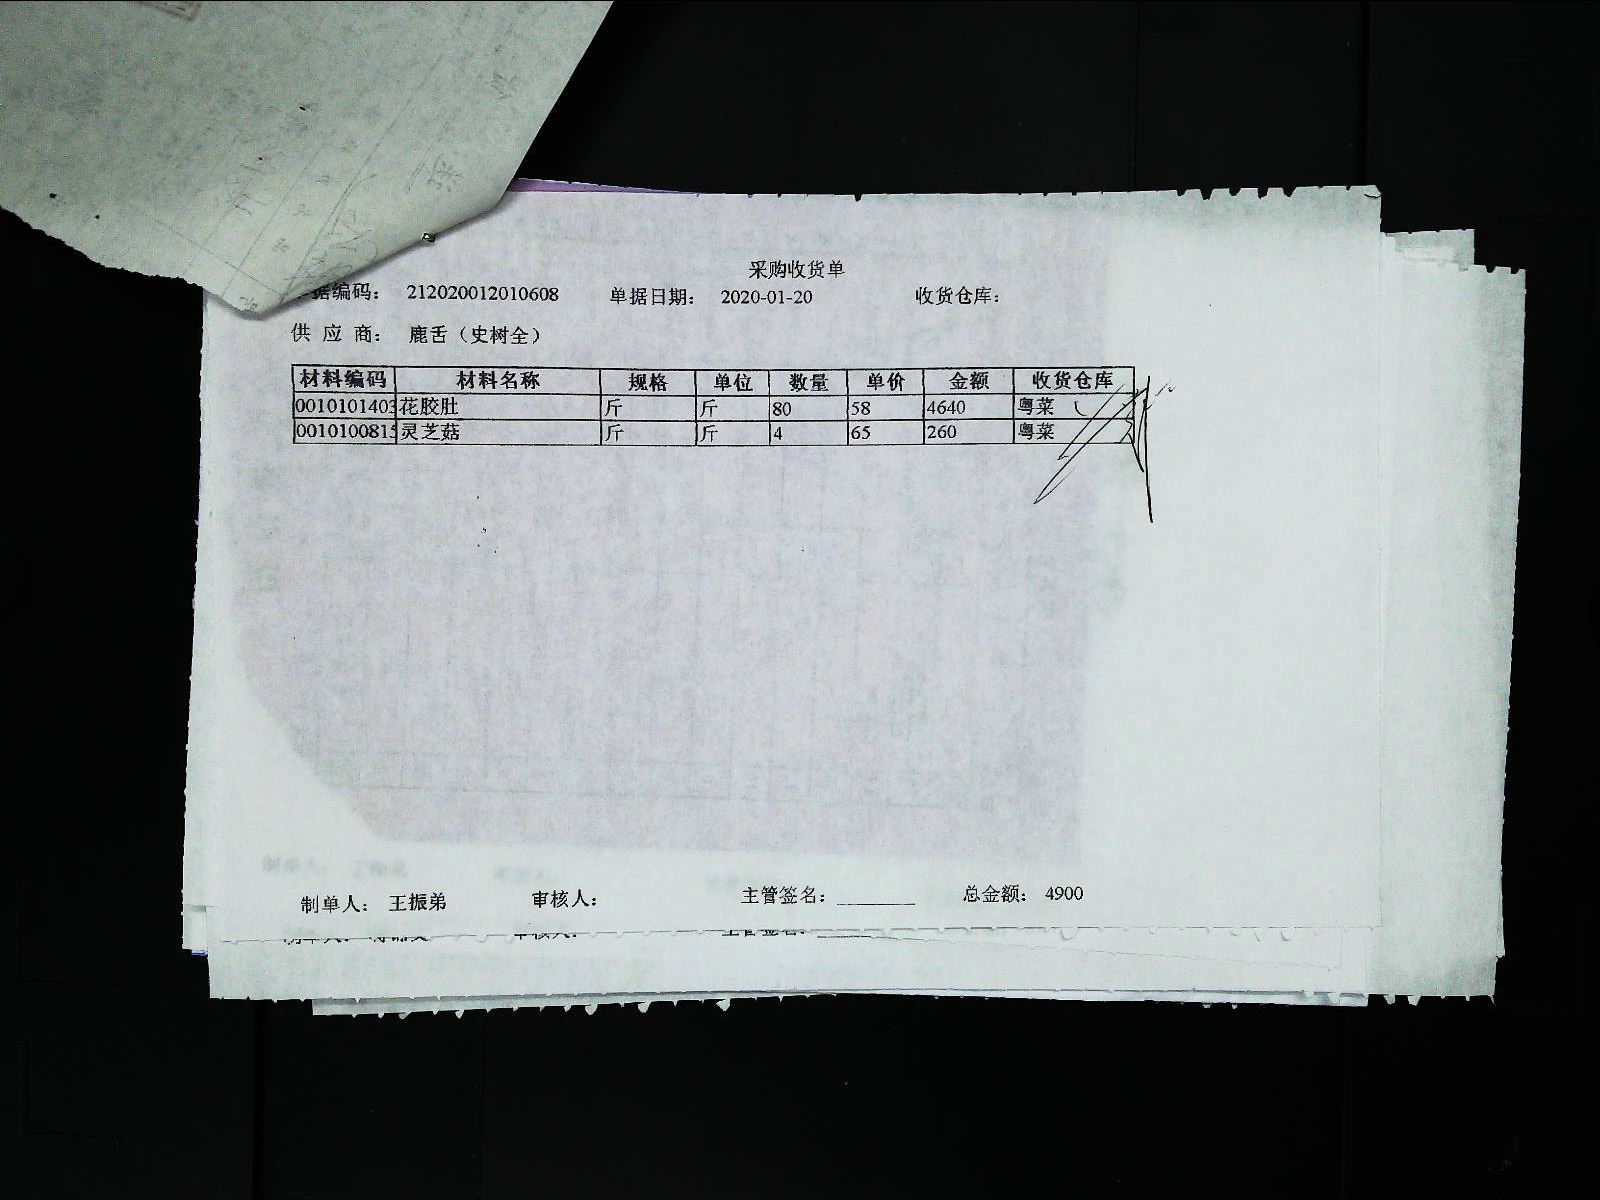 采购收货单
据编码： 212020012010608 单据日期： 2020-01-20 收货仓库：
供 应 商： 鹿舌（史树全）
材料编码 材料名称 规格 单位 数量 单价 金额 收货仓库
0010101403 花胶肚 斤 斤 80 58 4640 粤菜
0010100815 灵芝菇 斤 斤 4 65 260 粤菜
制单人： 王振弟 审核人： 主管签名：______ 总金额： 4900